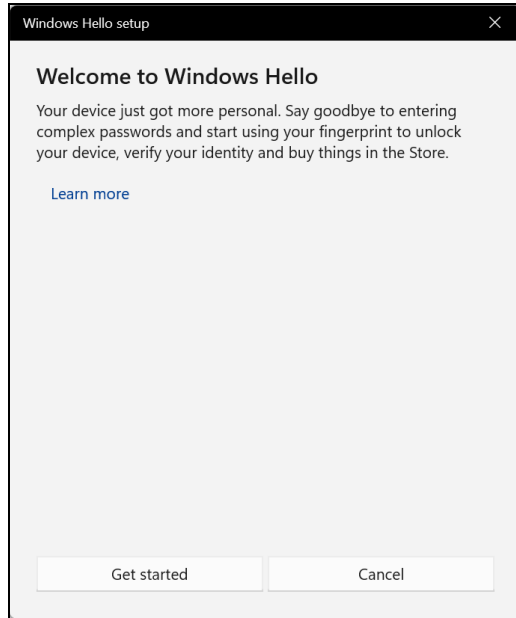 Windows Hello setup
Welcome to Windows Hello
Your device just got more personal. Say goodbye to entering
complex passwords and start using your fingerprint to unlock
your device, verify your identity and buy things in the Store.
Learn more
Get started
Cancel